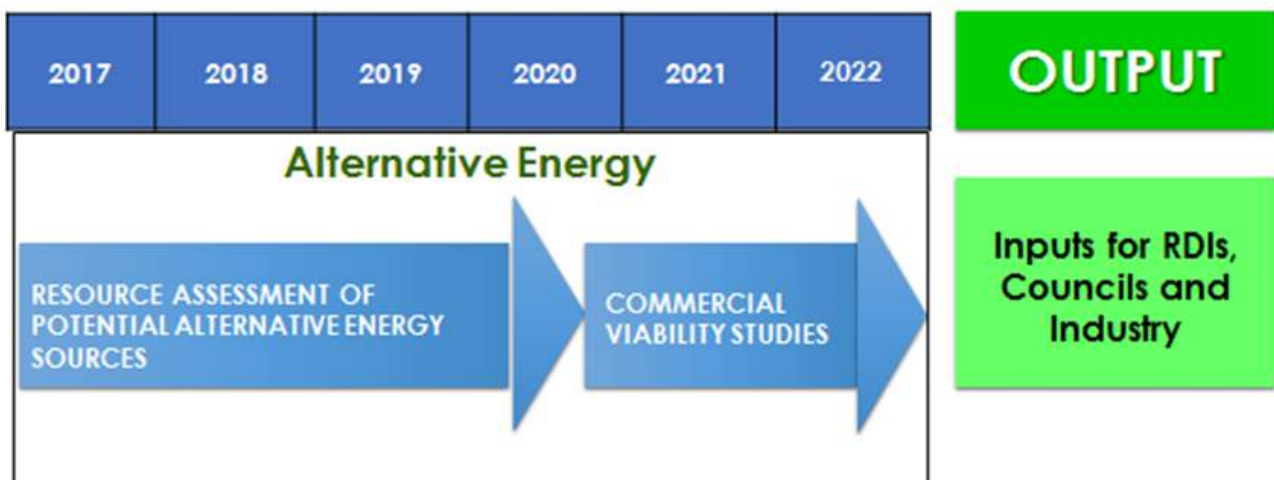 2017 2018 2019 2020 2021 2022 OUTPUT
Alternative Energy
RESOURCE ASSESSMENT OF
POTENTIAL ALTERNATIVE ENERGY
SOURCES
COMMERCIAL
VIABILITY STUDIES
Inputs for RDIs,
Councils and
Industry